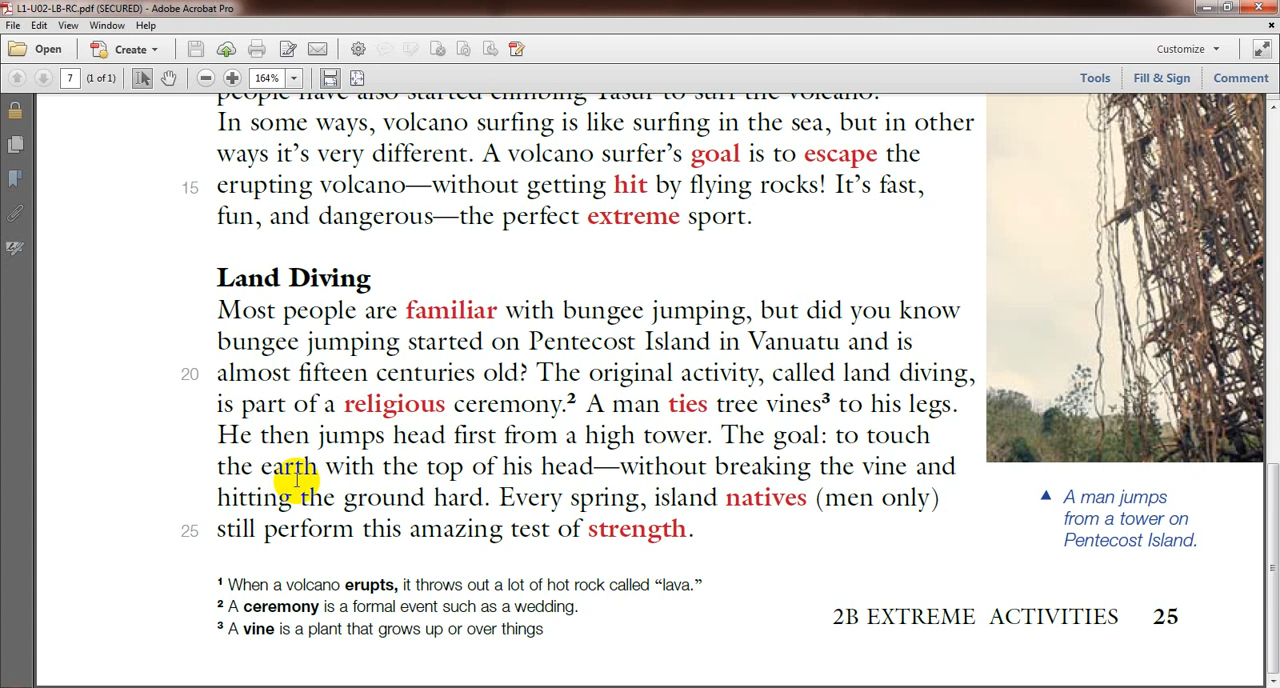 L1-U02-LB-RC.pdf (SECURED) - Adobe Acrobat Pro
File Edit View Window Help
Open Create Customize
7 (1 of 1) 164% Tools Fill & Sign Comment
people have also started climbing Yasur to surf the volcano.
In some ways, volcano surfing is like surfing in the sea, but in other
ways it's very different. A volcano surfer's goal is to escape the
15 erupting volcano—without getting hit by flying rocks! It's fast,
fun, and dangerous—the perfect extreme sport.
Land Diving
Most people are familiar with bungee jumping, but did you know
bungee jumping started on Pentecost Island in Vanuatu and is
20 almost fifteen centuries old? The original activity, called land diving,
is part of a religious ceremony.² A man ties tree vines³ to his legs.
He then jumps head first from a high tower. The goal: to touch
the earth with the top of his head—without breaking the vine and
hitting the ground hard. Every spring, island natives (men only)
25 still perform this amazing test of strength.
A man jumps
from a tower on
Pentecost Island.
¹ When a volcano erupts, it throws out a lot of hot rock called “lava.”
² A ceremony is a formal event such as a wedding.
³ A vine is a plant that grows up or over things
2B EXTREME ACTIVITIES 25